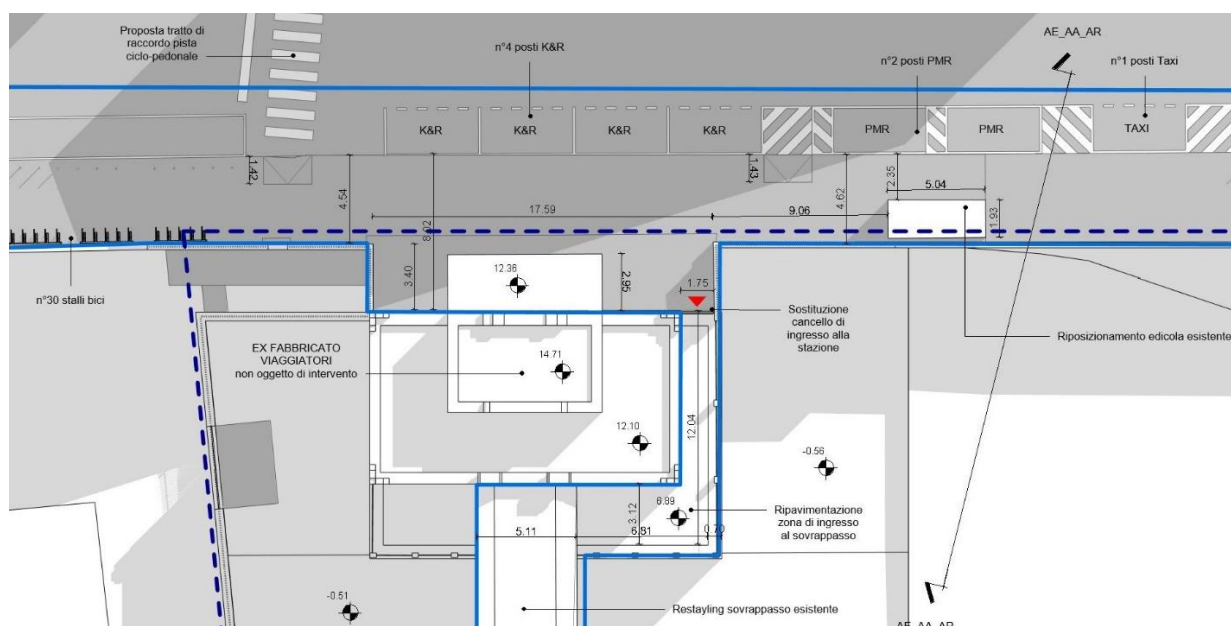 Proposta tratto di
raccordo pista
ciclo-pedonale
n°4 posti K&R
AE_AA_AR
n°2 posti PMR
n°1 posti Taxi
K&R
K&R
K&R
K&R
PMR
PMR
TAXI
1.42
4.54
8.02
1.43
4.62
2.35
5.04
1.93
17.59
9.06
n°30 stalli bici
3.40
12.36
2.95
1.75
Sostituzione
cancello di
ingresso alla
stazione
Riposizionamento edicola esistente
EX FABBRICATO
VIAGGIATORI
non oggetto di intervento
14.71
12.10
12.04
-0.56
6.89
3.12
Ripavimentazione
zona di ingresso
al sovrappasso
5.11
0.70
-0.51
Restayling sovrappasso esistente
AE_AA_AR